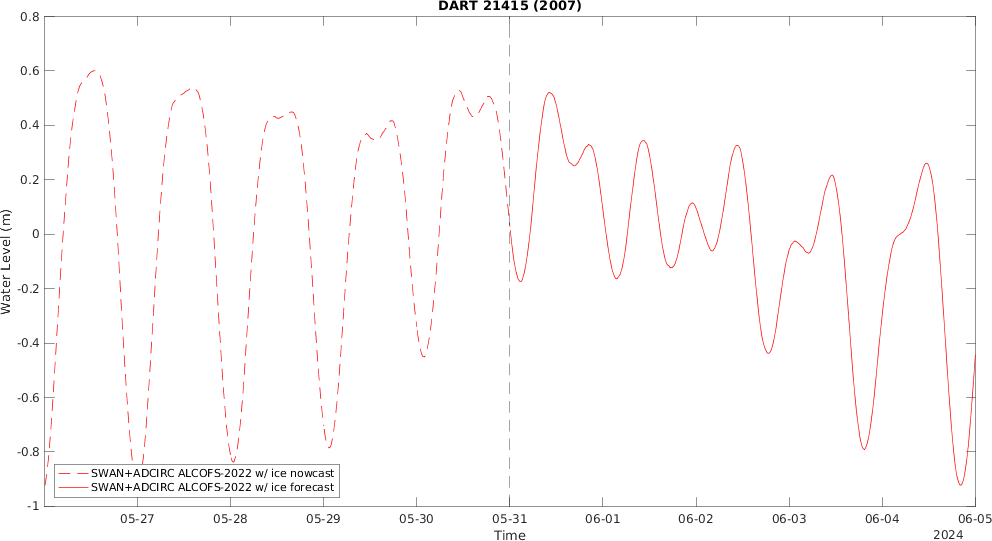 DART 21415 (2007)
0.8
0.6
0.4
0.2
0
-0.2
-0.4
-0.6
-0.8
-1
Water Level (m)
SWAN+ADCIRC ALCOFS-2022 w/ ice nowcast
SWAN+ADCIRC ALCOFS-2022 w/ ice forecast
05-27 05-28 05-29 05-30 05-31 06-01 06-02 06-03 06-04 06-05
Time
2024